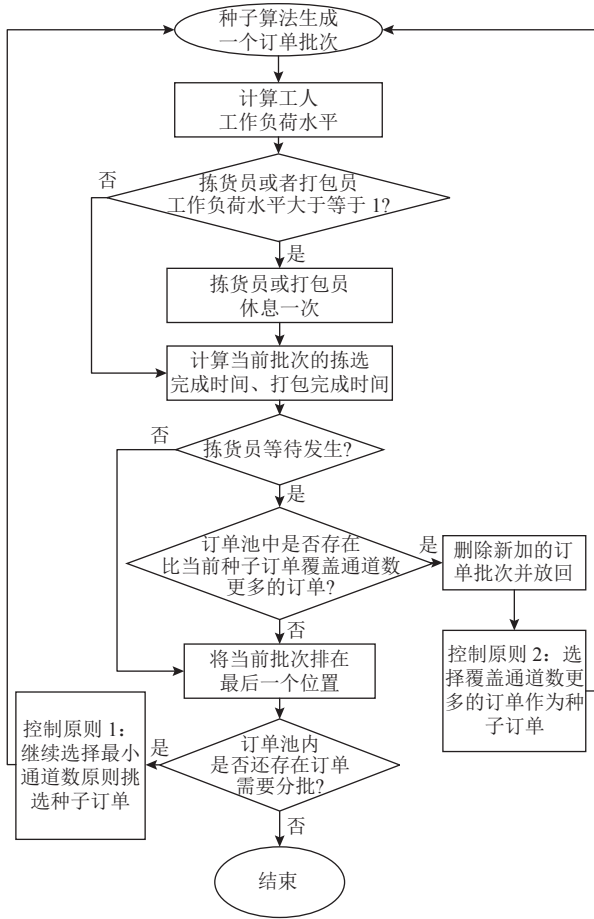 种子算法生成
一个订单批次
计算工人
工作负荷水平
否
拣货员或者打包员
工作负荷水平大于等于 1?
是
拣货员或打包员
休息一次
计算当前批次的拣选
完成时间、打包完成时间
否
拣货员等待发生?
是
订单池中是否存在
比当前种子订单覆盖通道数
更多的订单?
是
删除新加的订
单批次并放回
否
将当前批次排在
最后一个位置
控制原则 2：选
择覆盖通道数更
多的订单作为种
子订单
控制原则 1：
继续选择最小
通道数原则挑
选种子订单
是
订单池内
是否还存在订单
需要分批?
否
结束